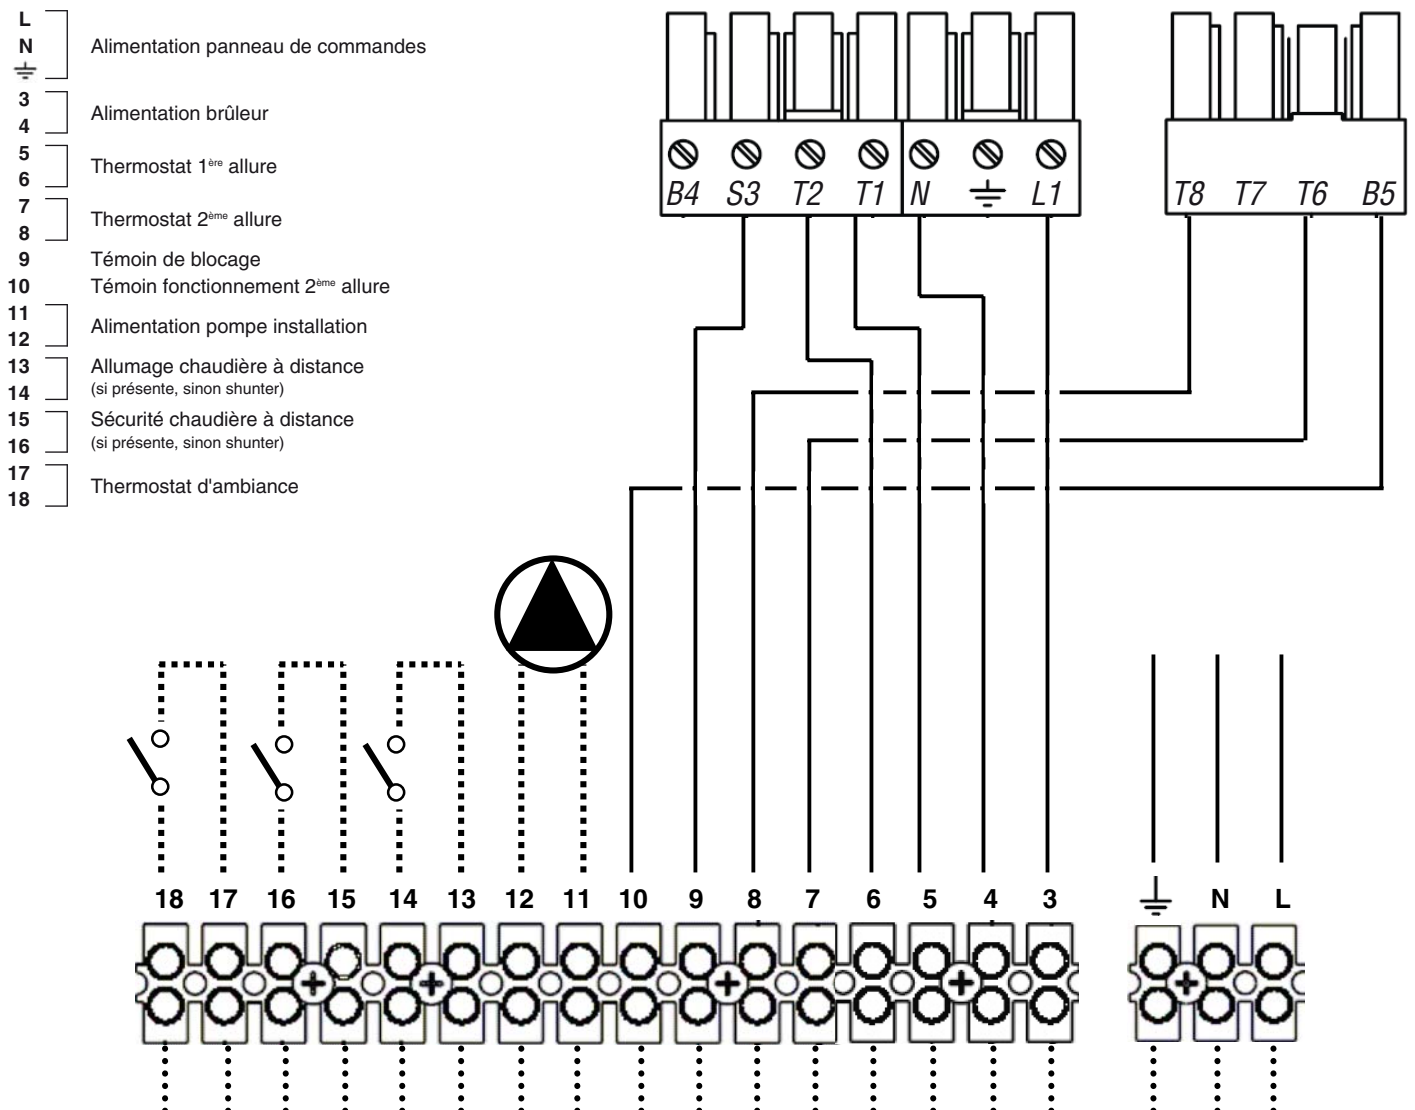 L
N
Alimentation panneau de commandes
3
4
Alimentation brûleur
5
6
Thermostat 1ère allure
7
8
Thermostat 2ème allure
9 Témoin de blocage
10 Témoin fonctionnement 2ème allure
11
12
Alimentation pompe installation
13
14
Allumage chaudière à distance
(si présente, sinon shunter)
15
16
Sécurité chaudière à distance
(si présente, sinon shunter)
17
18
Thermostat d'ambiance
B4 S3 T2 T1 N L1
T8 T7 T6 B5
18 17 16 15 14 13 12 11 10 9 8 7 6 5 4 3
N L